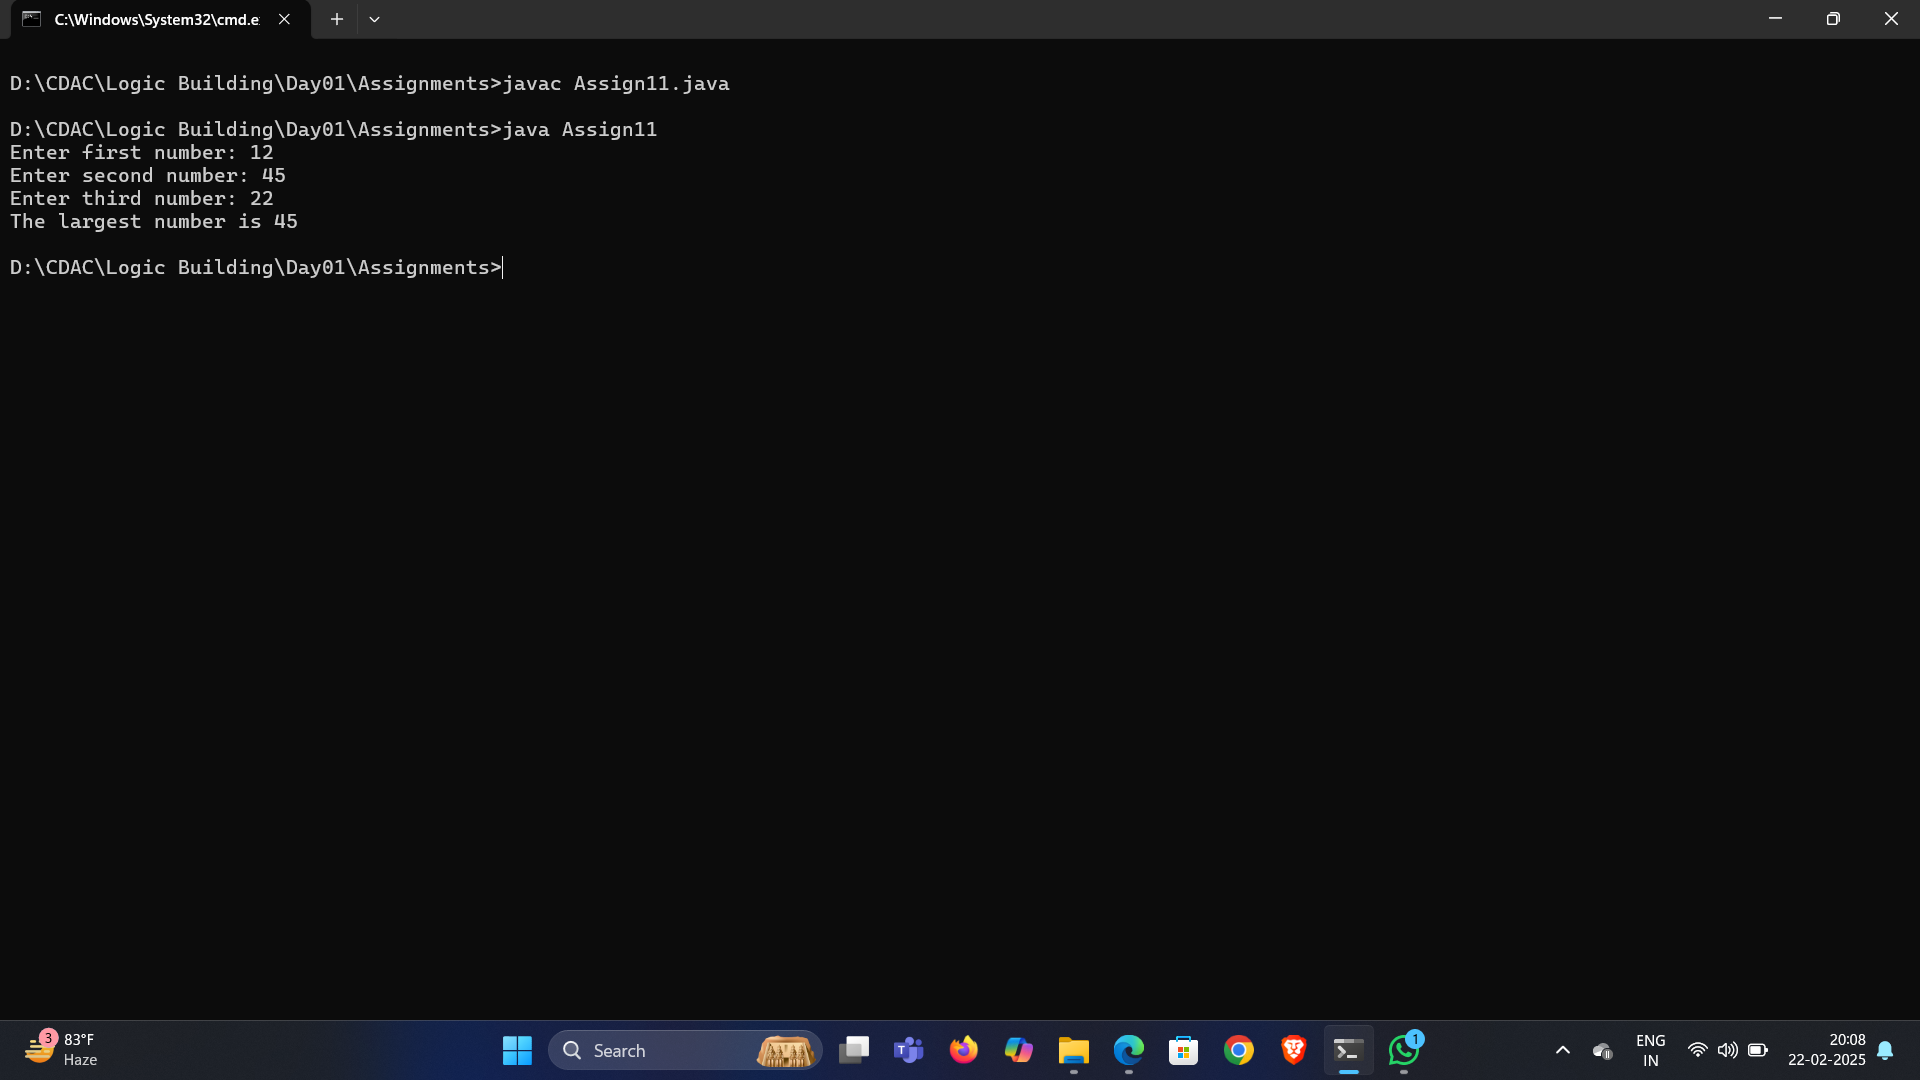 C:\Windows\System32\cmd.e
D:\CDAC\Logic Building\Day01\Assignments>javac Assign11.java
D:\CDAC\Logic Building\Day01\Assignments>java Assign11
Enter first number: 12
Enter second number: 45
Enter third number: 22
The largest number is 45
D:\CDAC\Logic Building\Day01\Assignments>
3
83°F
Haze
Search
1
ENG
IN
20:08
22-02-2025